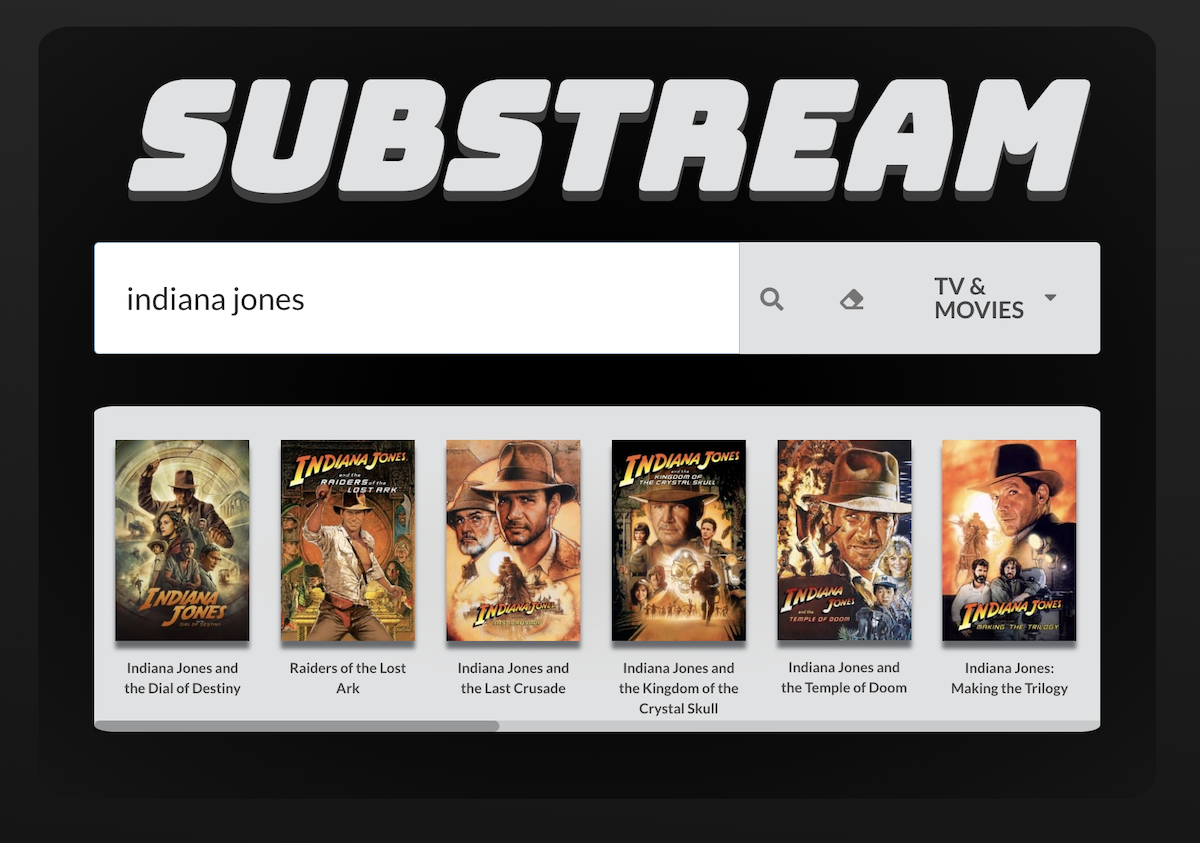 SUBSTREAM
indiana jones
TV &
MOVIES
INDIANA
JONES
DIAL OF DESTINY
INDIANA JONES
and the
RAIDERS of the
LOST ARK
INDIANA JONES
INDIANA JONES
and the
KINGDOM OF
THE CRYSTAL SKULL
INDIANA JONES
and the
TEMPLE OF DOOM
INDIANA JONES
MAKING THE TRILOGY
Indiana Jones and
the Dial of Destiny
Raiders of the Lost
Ark
Indiana Jones and
the Last Crusade
Indiana Jones and
the Kingdom of the
Crystal Skull
Indiana Jones and
the Temple of Doom
Indiana Jones:
Making the Trilogy